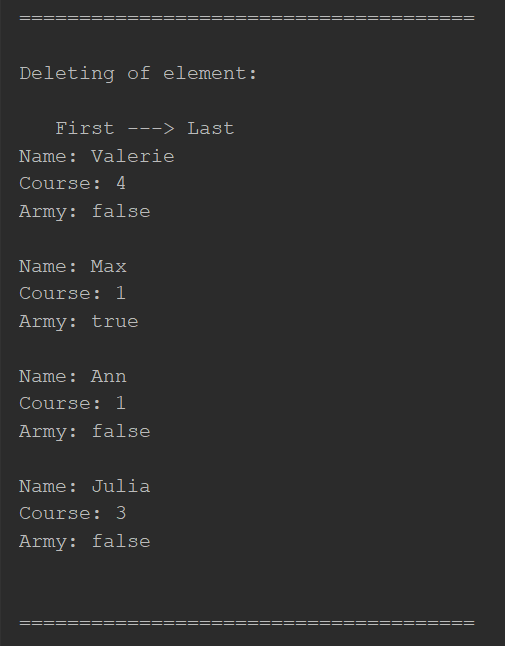 ======================================
Deleting of element:
First ---> Last
Name: Valerie
Course: 4
Army: false
Name: Max
Course: 1
Army: true
Name: Ann
Course: 1
Army: false
Name: Julia
Course: 3
Army: false
======================================